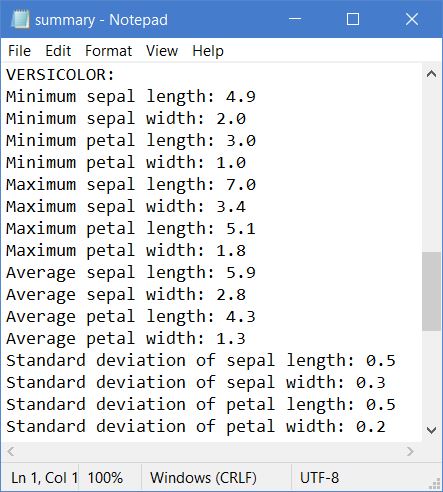 summary - Notepad
File Edit Format View Help
VERSICOLOR:
Minimum sepal length: 4.9
Minimum sepal width: 2.0
Minimum petal length: 3.0
Minimum petal width: 1.0
Maximum sepal length: 7.0
Maximum sepal width: 3.4
Maximum petal length: 5.1
Maximum petal width: 1.8
Average sepal length: 5.9
Average sepal width: 2.8
Average petal length: 4.3
Average petal width: 1.3
Standard deviation of sepal length: 0.5
Standard deviation of sepal width: 0.3
Standard deviation of petal length: 0.5
Standard deviation of petal width: 0.2
Ln 1, Col 1 100% Windows (CRLF) UTF-8